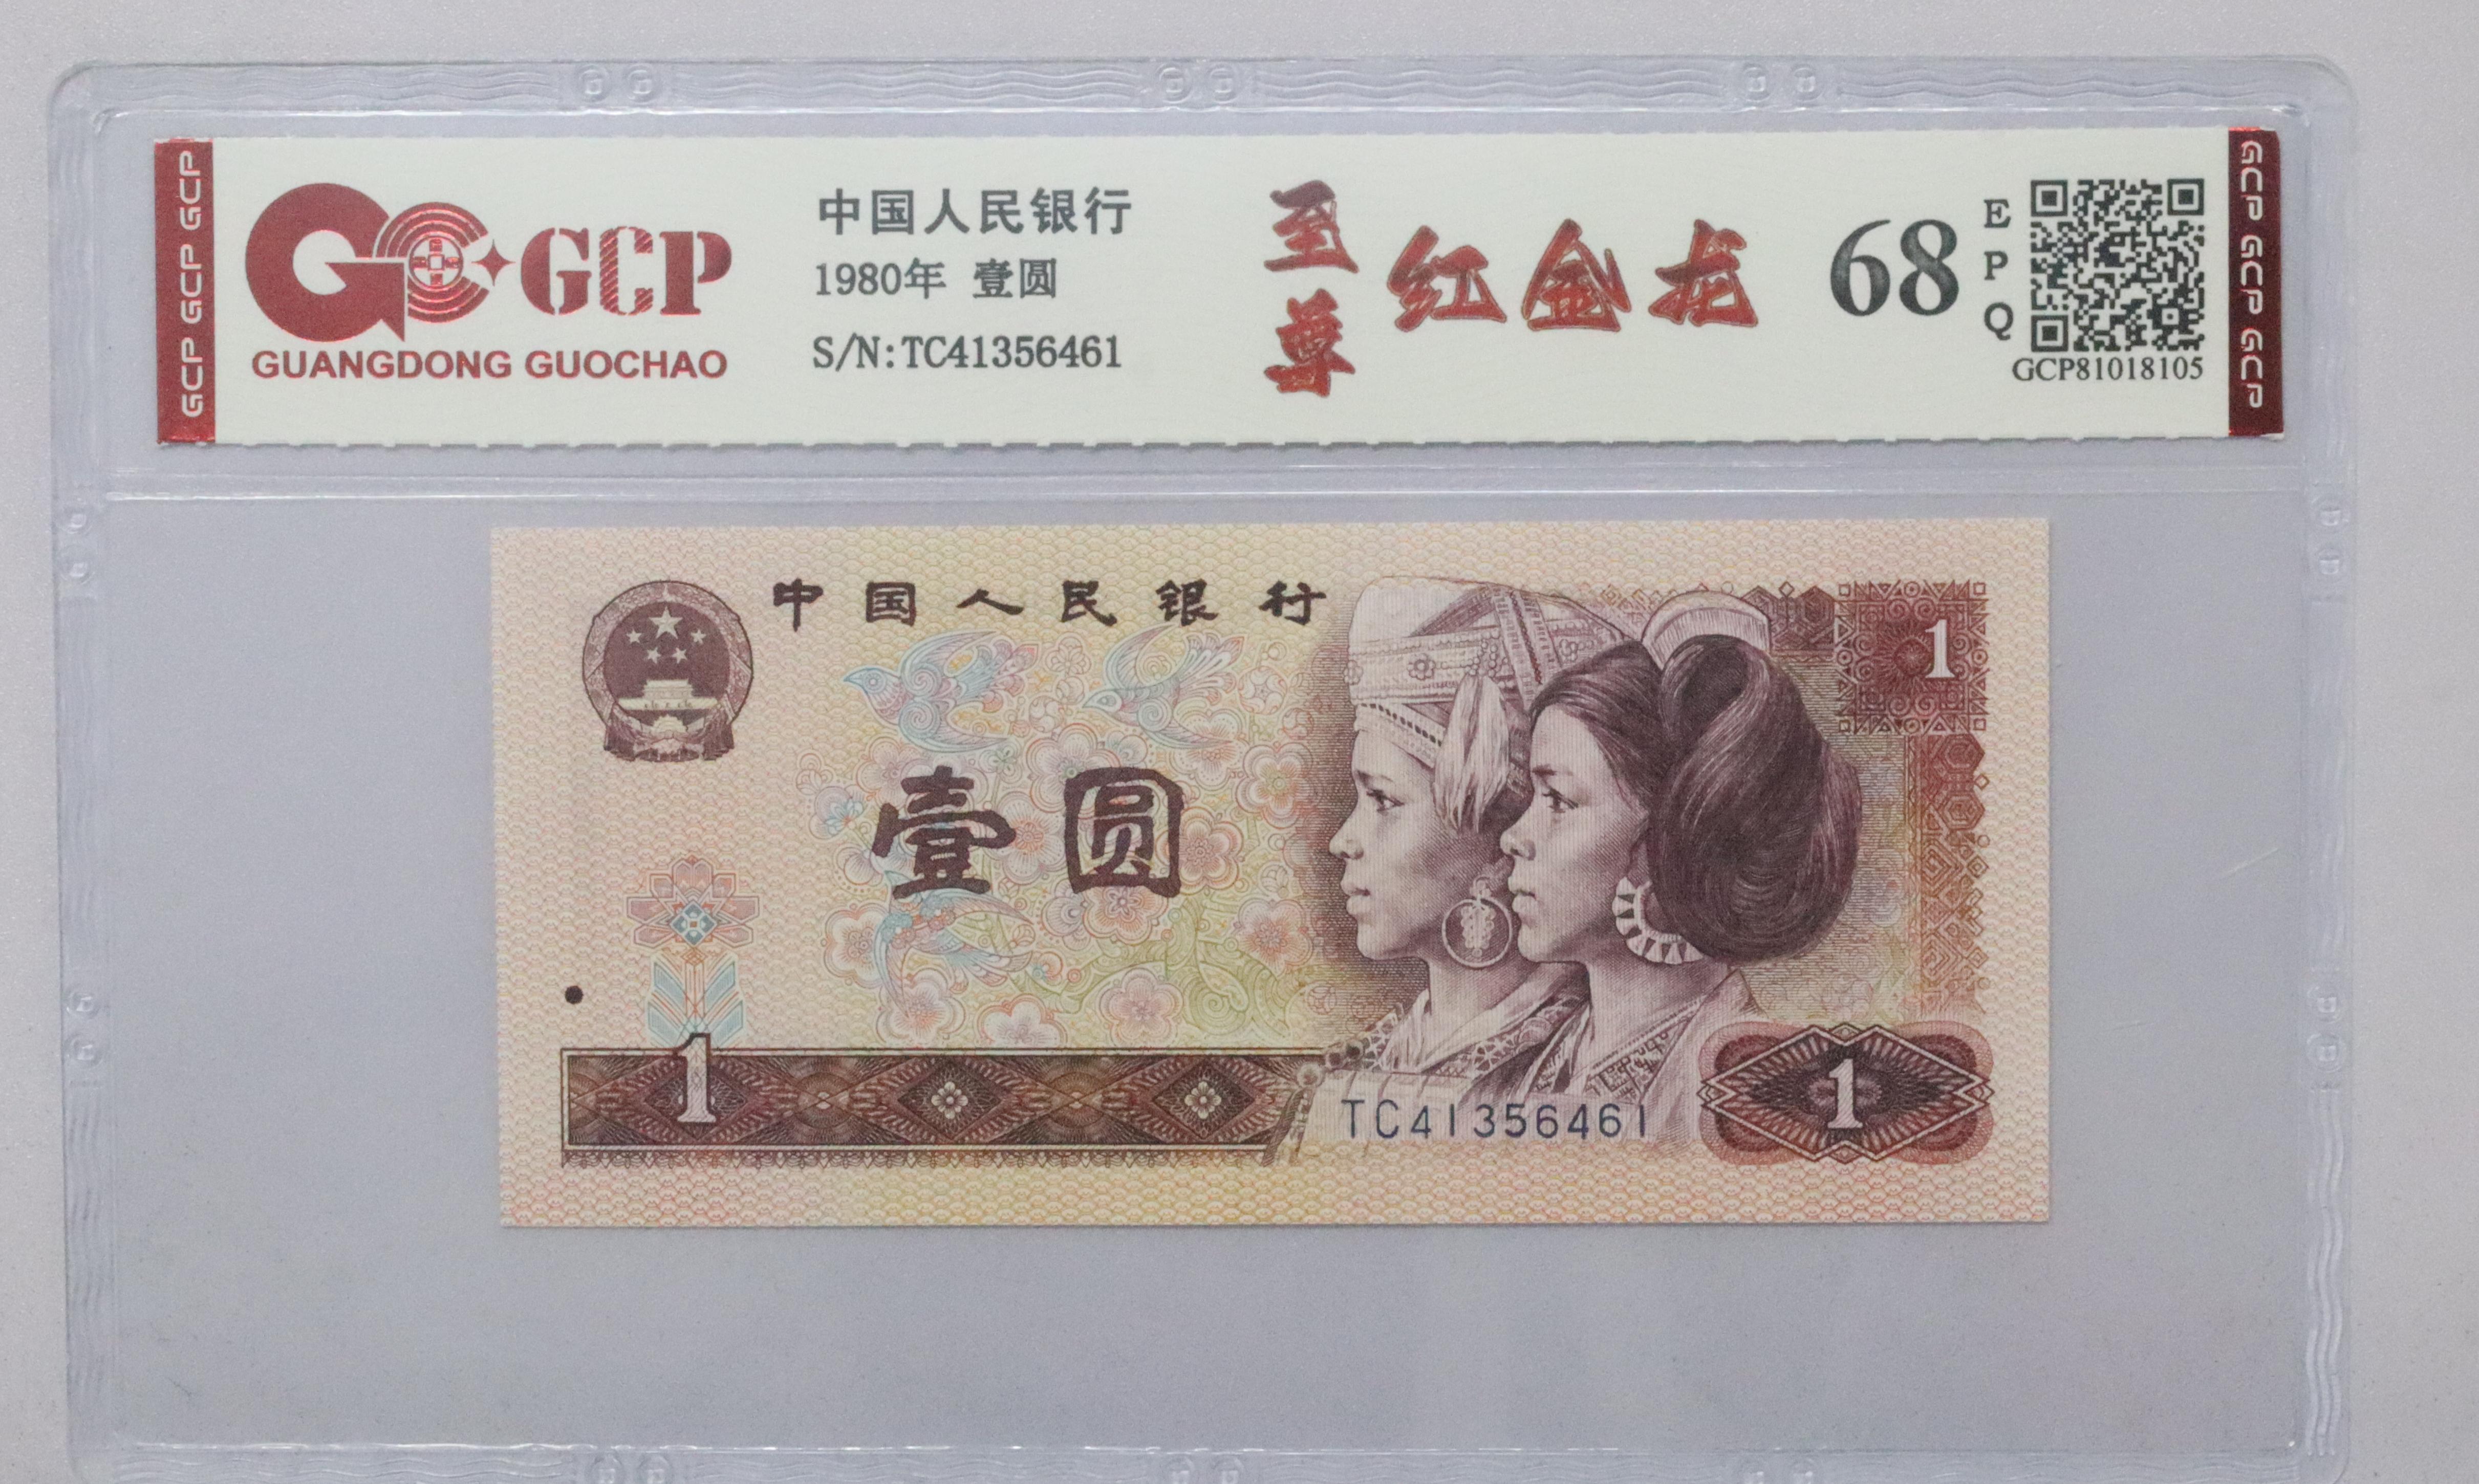 GCP GCP GCP
GCP
GUANGDONG GUOCHAO
中国人民银行
1980年 壹圆
S/N:TC41356461
至尊
红金龙
68
EPQ
GCP81018105
GCP GCP GCP
中国人民银行
1
壹圆
1
TC41356461
1